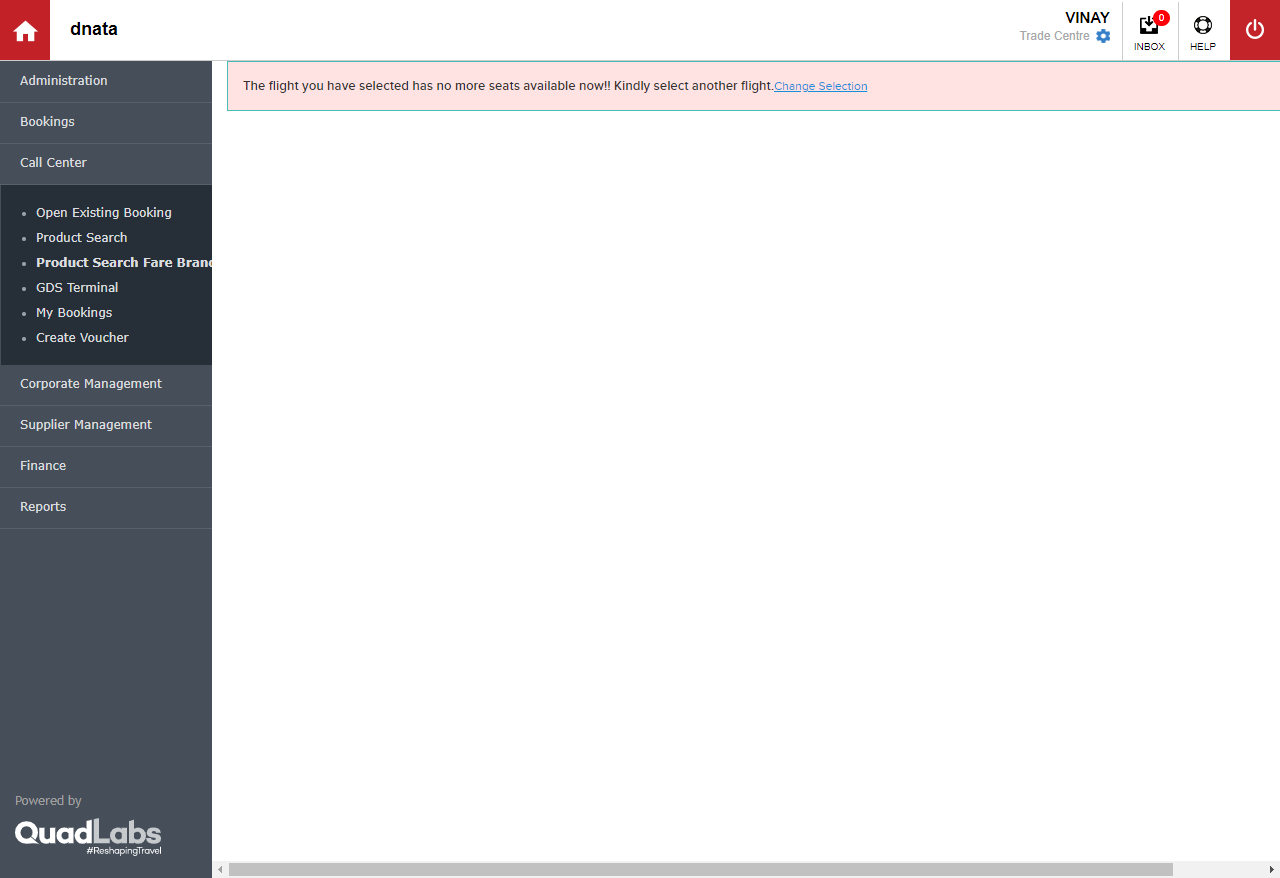 dnata
VINAY
Trade Centre
0
INBOX
HELP
Administration
Bookings
Call Center
Open Existing Booking
Product Search
Product Search Fare Brand
GDS Terminal
My Bookings
Create Voucher
Corporate Management
Supplier Management
Finance
Reports
The flight you have selected has no more seats available now!! Kindly select another flight.Change Selection
Powered by
QuadLabs
#ReshapingTravel